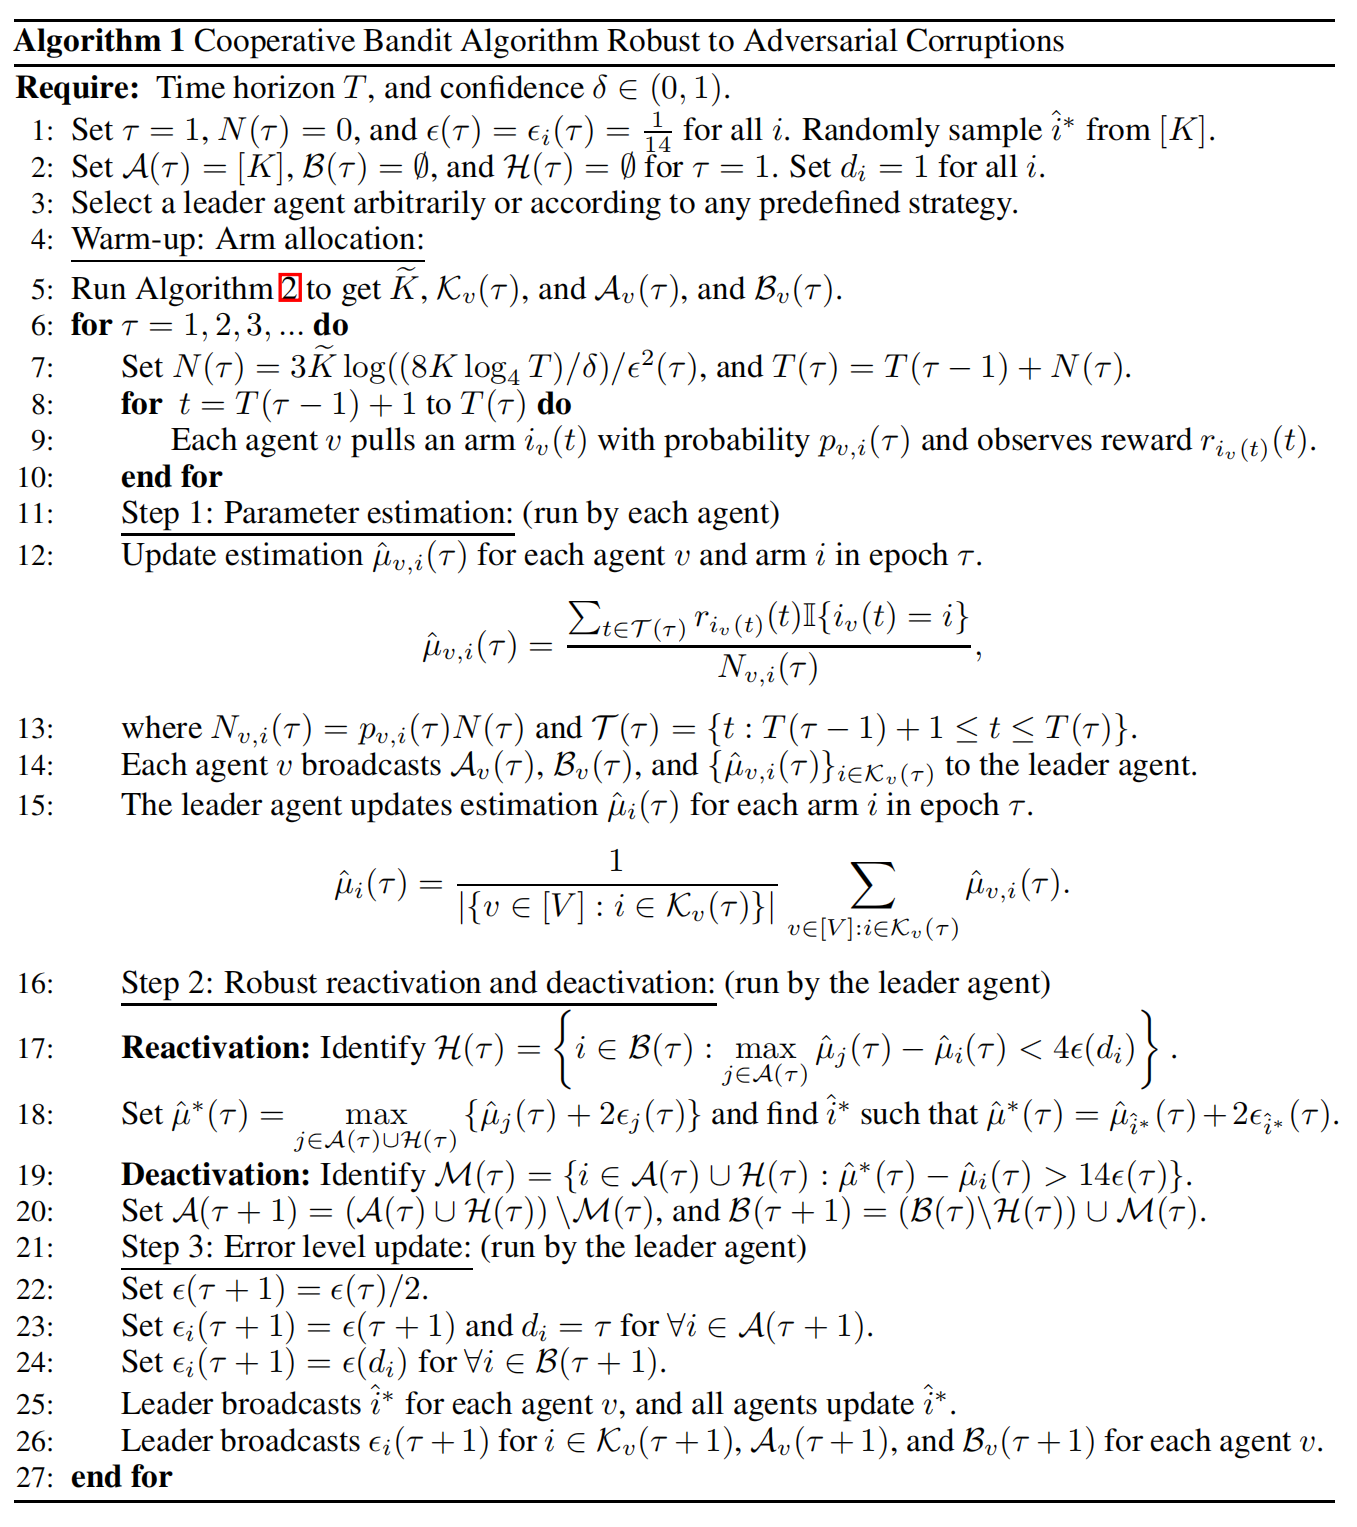 Algorithm 1 Cooperative Bandit Algorithm Robust to Adversarial Corruptions
Require: Time horizon $T$, and confidence $\delta \in (0, 1)$.
1: Set $\tau = 1$, $N(\tau) = 0$, and $\epsilon(\tau) = \epsilon_i(\tau) = \frac{1}{14}$ for all $i$. Randomly sample $\hat{i}^*$ from $[K]$.
2: Set $\mathcal{A}(\tau) = [K]$, $\mathcal{B}(\tau) = \emptyset$, and $\mathcal{H}(\tau) = \emptyset$ for $\tau = 1$. Set $d_i = 1$ for all $i$.
3: Select a leader agent arbitrarily or according to any predefined strategy.
4: Warm-up: Arm allocation:
5: Run Algorithm 2 to get $\widetilde{K}$, $\mathcal{K}_v(\tau)$, and $\mathcal{A}_v(\tau)$, and $\mathcal{B}_v(\tau)$.
6: for $\tau = 1, 2, 3, ...$ do
7: Set $N(\tau) = 3\widetilde{K} \log((8K \log_4 T)/\delta)/\epsilon^2(\tau)$, and $T(\tau) = T(\tau - 1) + N(\tau)$.
8: for $t = T(\tau - 1) + 1$ to $T(\tau)$ do
9: Each agent $v$ pulls an arm $i_v(t)$ with probability $p_{v,i}(\tau)$ and observes reward $r_{i_v(t)}(t)$.
10: end for
11: Step 1: Parameter estimation: (run by each agent)
12: Update estimation $\hat{\mu}_{v,i}(\tau)$ for each agent $v$ and arm $i$ in epoch $\tau$.
$\hat{\mu}_{v,i}(\tau) = \frac{\sum_{t \in \mathcal{T}(\tau)} r_{i_v(t)}(t) \mathbb{I}\{i_v(t) = i\}}{N_{v,i}(\tau)},$
13: where $N_{v,i}(\tau) = p_{v,i}(\tau)N(\tau)$ and $\mathcal{T}(\tau) = \{t : T(\tau - 1) + 1 \leq t \leq T(\tau)\}$.
14: Each agent $v$ broadcasts $\mathcal{A}_v(\tau)$, $\mathcal{B}_v(\tau)$, and $\{\hat{\mu}_{v,i}(\tau)\}_{i \in \mathcal{K}_v(\tau)}$ to the leader agent.
15: The leader agent updates estimation $\hat{\mu}_i(\tau)$ for each arm $i$ in epoch $\tau$.
$\hat{\mu}_i(\tau) = \frac{1}{|\{v \in [V] : i \in \mathcal{K}_v(\tau)\}|} \sum_{v \in [V] : i \in \mathcal{K}_v(\tau)} \hat{\mu}_{v,i}(\tau).$
16: Step 2: Robust reactivation and deactivation: (run by the leader agent)
17: Reactivation: Identify $\mathcal{H}(\tau) = \left\{ i \in \mathcal{B}(\tau) : \max_{j \in \mathcal{A}(\tau)} \hat{\mu}_j(\tau) - \hat{\mu}_i(\tau) < 4\epsilon(d_i) \right\}$.
18: Set $\hat{\mu}^*(\tau) = \max_{j \in \mathcal{A}(\tau) \cup \mathcal{H}(\tau)} \{\hat{\mu}_j(\tau) + 2\epsilon_j(\tau)\}$ and find $\hat{i}^*$ such that $\hat{\mu}^*(\tau) = \hat{\mu}_{\hat{i}^*}(\tau) + 2\epsilon_{\hat{i}^*}(\tau)$.
19: Deactivation: Identify $\mathcal{M}(\tau) = \{i \in \mathcal{A}(\tau) \cup \mathcal{H}(\tau) : \hat{\mu}^*(\tau) - \hat{\mu}_i(\tau) > 14\epsilon(\tau)\}$.
20: Set $\mathcal{A}(\tau + 1) = (\mathcal{A}(\tau) \cup \mathcal{H}(\tau)) \backslash \mathcal{M}(\tau)$, and $\mathcal{B}(\tau + 1) = (\mathcal{B}(\tau) \backslash \mathcal{H}(\tau)) \cup \mathcal{M}(\tau)$.
21: Step 3: Error level update: (run by the leader agent)
22: Set $\epsilon(\tau + 1) = \epsilon(\tau)/2$.
23: Set $\epsilon_i(\tau + 1) = \epsilon(\tau + 1)$ and $d_i = \tau$ for $\forall i \in \mathcal{A}(\tau + 1)$.
24: Set $\epsilon_i(\tau + 1) = \epsilon(d_i)$ for $\forall i \in \mathcal{B}(\tau + 1)$.
25: Leader broadcasts $\hat{i}^*$ for each agent $v$, and all agents update $\hat{i}^*$.
26: Leader broadcasts $\epsilon_i(\tau + 1)$ for $i \in \mathcal{K}_v(\tau + 1)$, $\mathcal{A}_v(\tau + 1)$, and $\mathcal{B}_v(\tau + 1)$ for each agent $v$.
27: end for